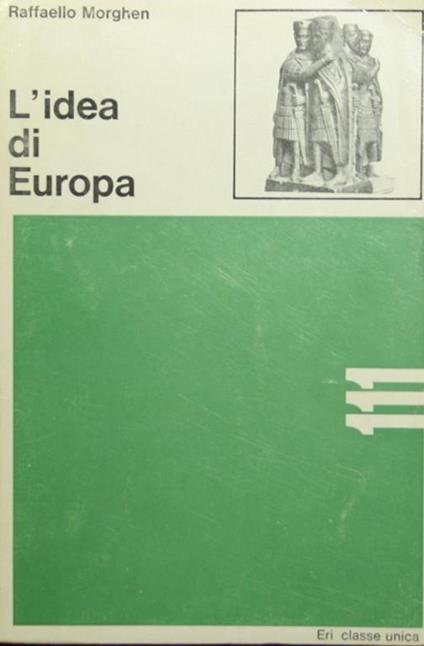 Raffaello Morghen
L'idea
di
Europa
111
Eri classe unica